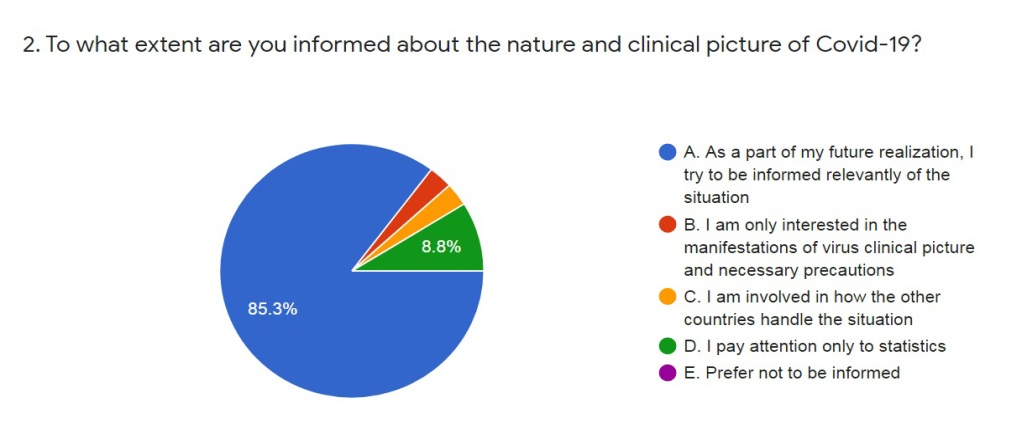 2. To what extent are you informed about the nature and clinical picture of Covid-19?
A. As a part of my future realization, I
try to be informed relevantly of the
situation
B. I am only interested in the
manifestations of virus clinical picture
and necessary precautions
C. I am involved in how the other
countries handle the situation
D. I pay attention only to statistics
E. Prefer not to be informed
8.8%
85.3%